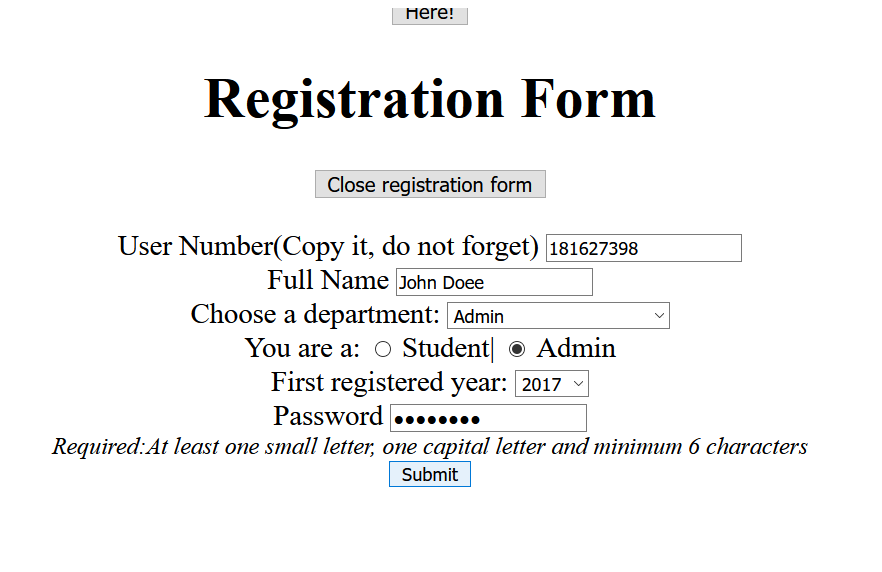 Here!
Registration Form
Close registration form
User Number(Copy it, do not forget) 181627398
Full Name John Doee
Choose a department: Admin
You are a: Student| Admin
First registered year: 2017
Password ●●●●●●●●
Required:At least one small letter, one capital letter and minimum 6 characters
Submit